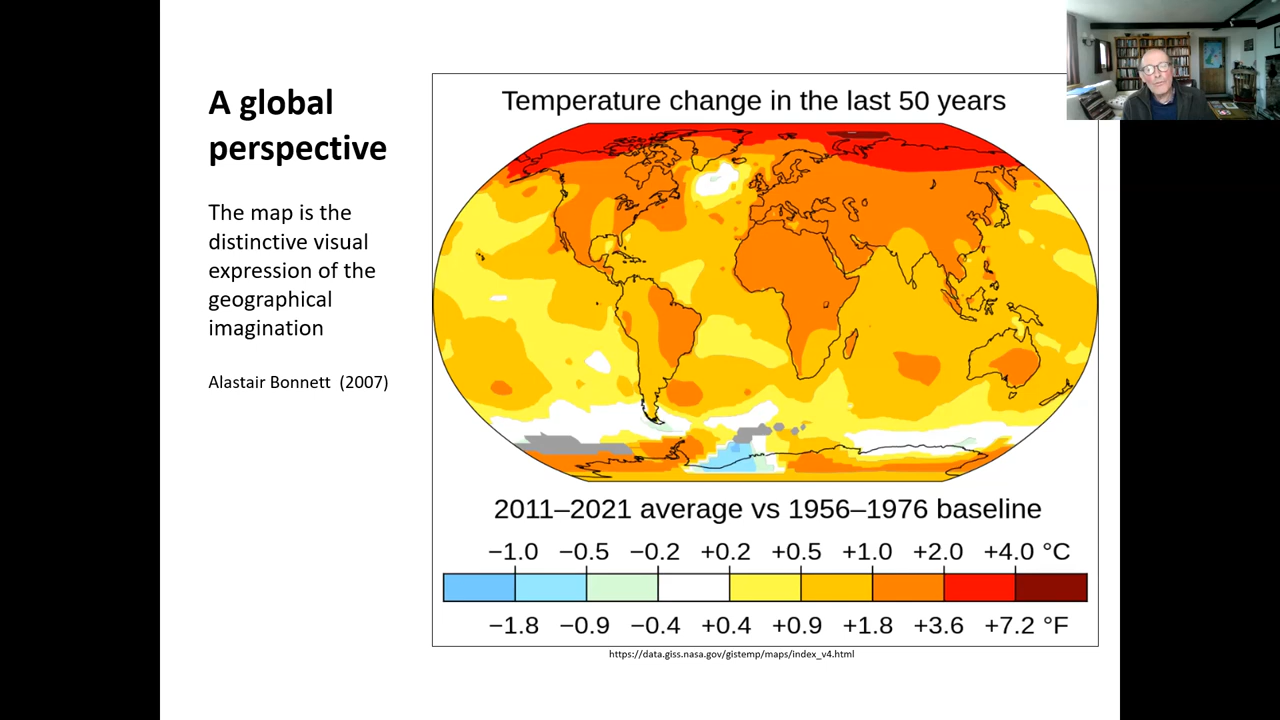 A global
perspective
The map is the
distinctive visual
expression of the
geographical
imagination
Alastair Bonnett (2007)
Temperature change in the last 50 years
2011–2021 average vs 1956–1976 baseline
−1.0 −0.5 −0.2 +0.2 +0.5 +1.0 +2.0 +4.0 °C
−1.8 −0.9 −0.4 +0.4 +0.9 +1.8 +3.6 +7.2 °F
https://data.giss.nasa.gov/gistemp/maps/index_v4.html